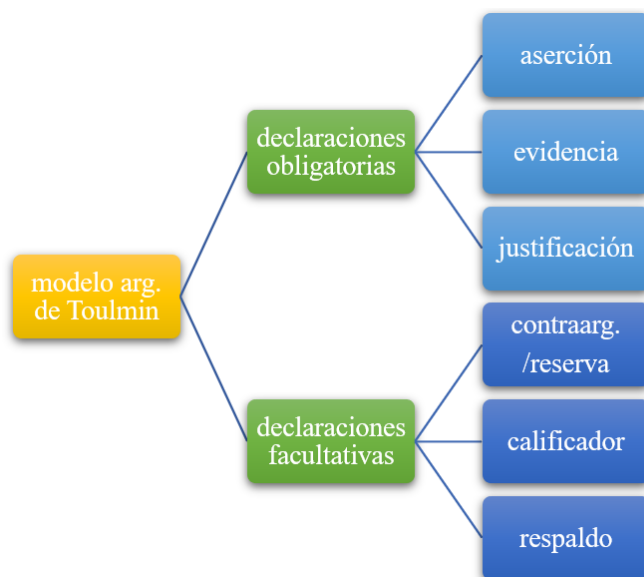 modelo arg.
de Toulmin
declaraciones
obligatorias
aserción
evidencia
justificación
declaraciones
facultativas
contraarg.
/reserva
calificador
respaldo